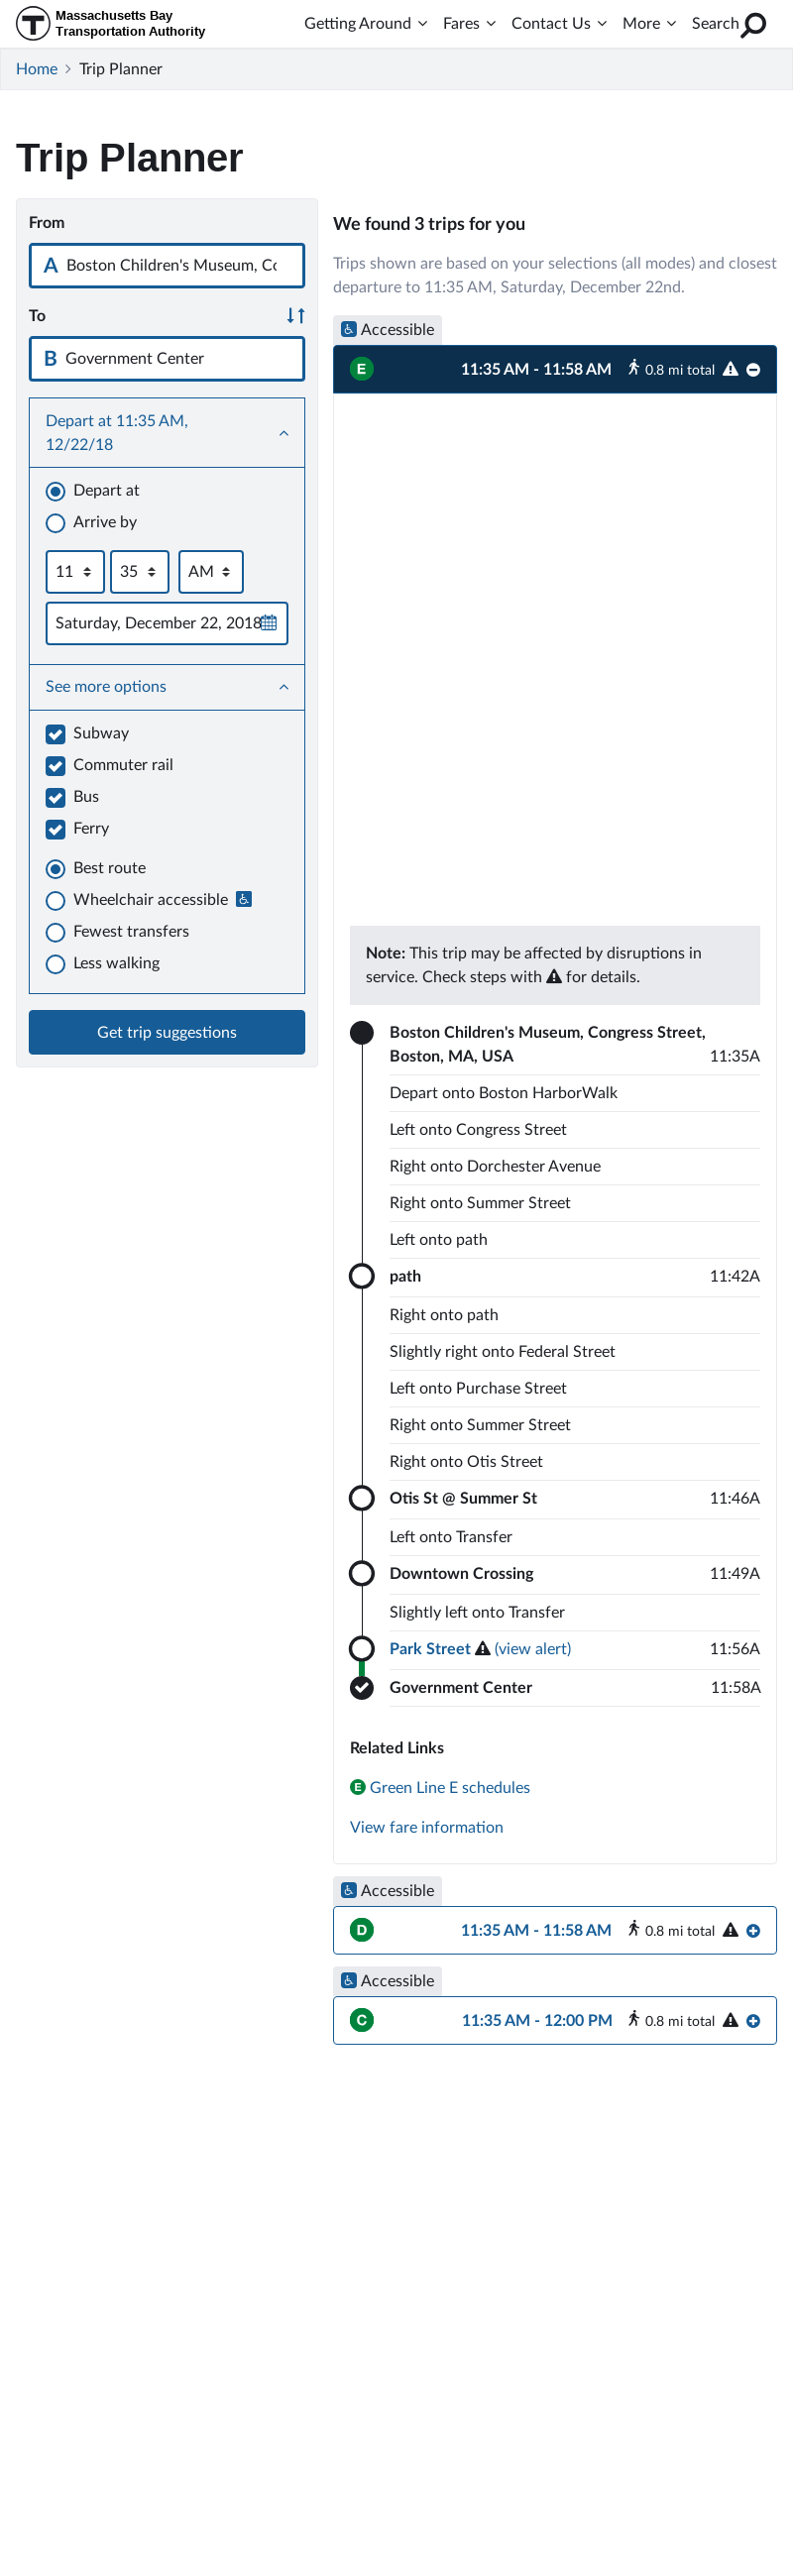 Massachusetts Bay
Transportation Authority
Getting Around Fares Contact Us More Search
Home > Trip Planner
Trip Planner
From
A Boston Children's Museum, Co
To
B Government Center
Depart at 11:35 AM,
12/22/18
Depart at
Arrive by
11 35 AM
Saturday, December 22, 2018
See more options
Subway
Commuter rail
Bus
Ferry
Best route
Wheelchair accessible
Fewest transfers
Less walking
Get trip suggestions
We found 3 trips for you
Trips shown are based on your selections (all modes) and closest
departure to 11:35 AM, Saturday, December 22nd.
Accessible
E 11:35 AM - 11:58 AM 0.8 mi total
Note: This trip may be affected by disruptions in
service. Check steps with for details.
Boston Children's Museum, Congress Street,
Boston, MA, USA 11:35A
Depart onto Boston HarborWalk
Left onto Congress Street
Right onto Dorchester Avenue
Right onto Summer Street
Left onto path
path 11:42A
Right onto path
Slightly right onto Federal Street
Left onto Purchase Street
Right onto Summer Street
Right onto Otis Street
Otis St @ Summer St 11:46A
Left onto Transfer
Downtown Crossing 11:49A
Slightly left onto Transfer
Park Street (view alert) 11:56A
Government Center 11:58A
Related Links
E Green Line E schedules
View fare information
Accessible
D 11:35 AM - 11:58 AM 0.8 mi total
Accessible
C 11:35 AM - 12:00 PM 0.8 mi total